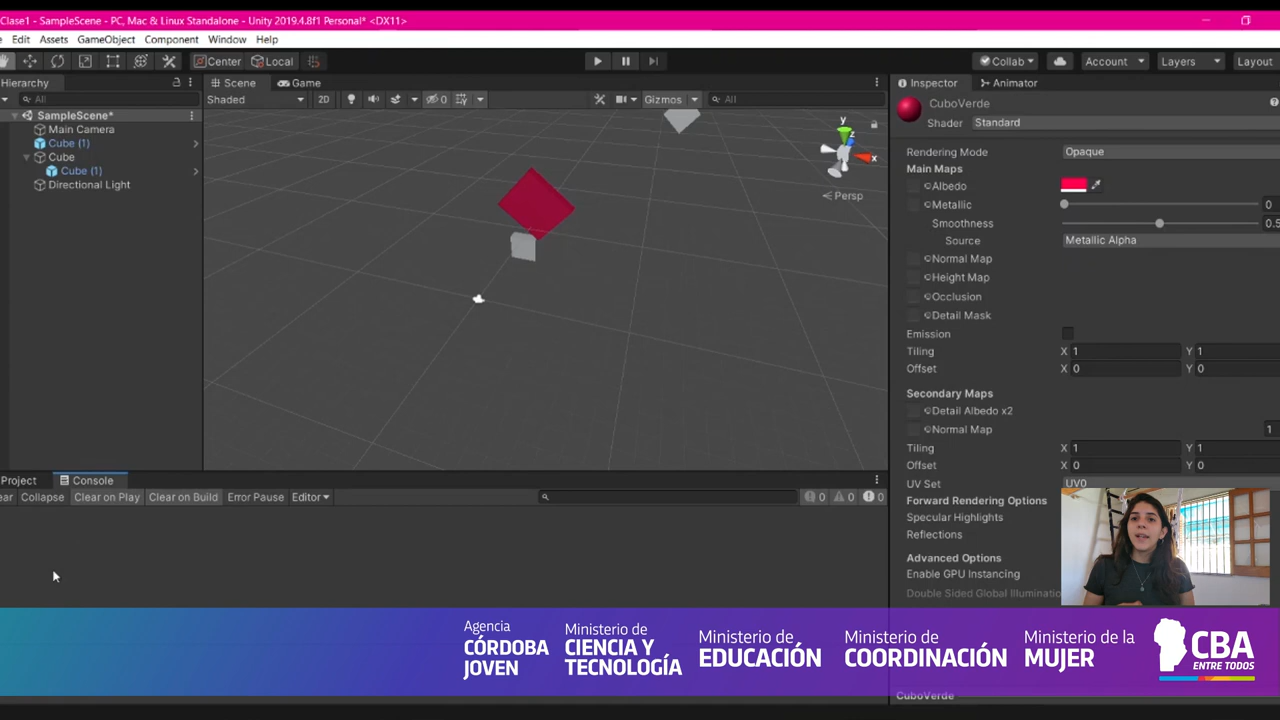 Clase1 - SampleScene - PC, Mac & Linux Standalone - Unity 2019.4.8f1 Personal* <DX11>
Edit Assets GameObject Component Window Help
Center Local Collab Account Layers Layout
Hierarchy
All
SampleScene*
Main Camera
Cube (1)
Cube
Cube (1)
Directional Light
Scene Game
Shaded 2D 0 Gizmos All
y
z
x
Persp
Inspector Animator
CuboVerde
Shader Standard
Rendering Mode Opaque
Main Maps
Albedo
Metallic 0
Smoothness 0.5
Source Metallic Alpha
Normal Map
Height Map
Occlusion
Detail Mask
Emission
Tiling X 1 Y 1
Offset X 0 Y 0
Secondary Maps
Detail Albedo x2
Normal Map 1
Tiling X 1 Y 1
Offset X 0 Y 0
UV Set UV0
Forward Rendering Options
Specular Highlights
Reflections
Advanced Options
Enable GPU Instancing
Double Sided Global Illuminatio
Project Console
Collapse Clear on Play Clear on Build Error Pause Editor 0 0 0
Agencia
CÓRDOBA
JOVEN
Ministerio de
CIENCIA Y
TECNOLOGÍA
Ministerio de
EDUCACIÓN
Ministerio de
COORDINACIÓN
Ministerio de la
MUJER
CBA
ENTRE TODOS
CuboVerde